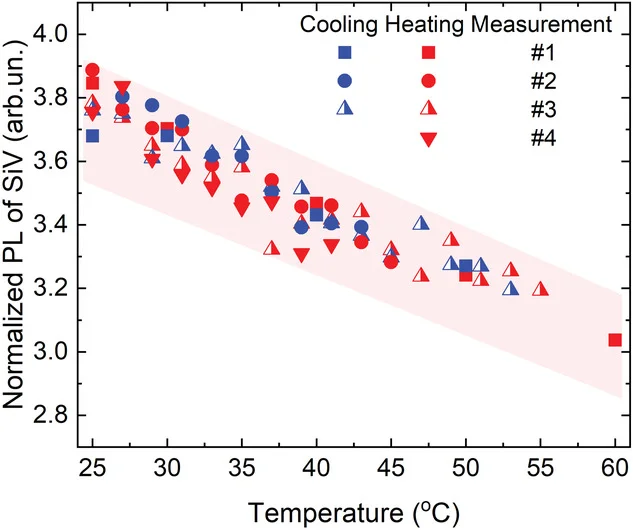 Cooling Heating Measurement
#1
#2
#3
#4
Normalized PL of SiV (arb.un.)
4.0
3.8
3.6
3.4
3.2
3.0
2.8
25 30 35 40 45 50 55 60
Temperature (°C)